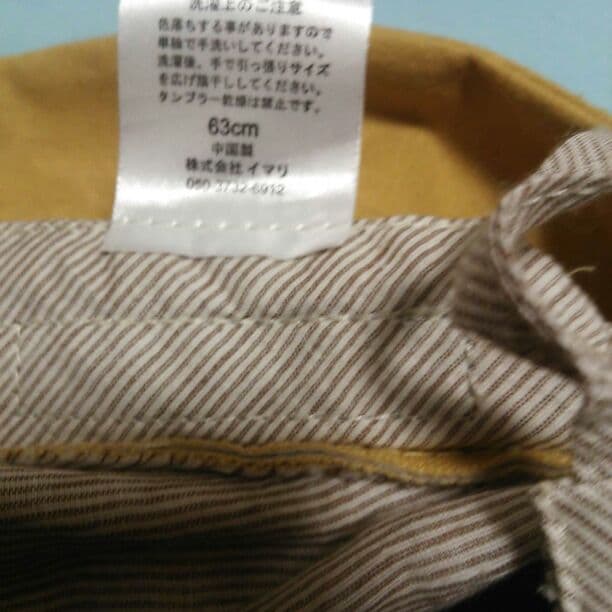 洗濯上のご注意
色落ちする事がありますので
単独で手洗いしてください。
洗濯後、手で引っ張りサイズ
を広げ陰干ししてください。
タンブラー乾燥は禁止です。
63cm
中国製
株式会社 イマリ
050-3732-6912